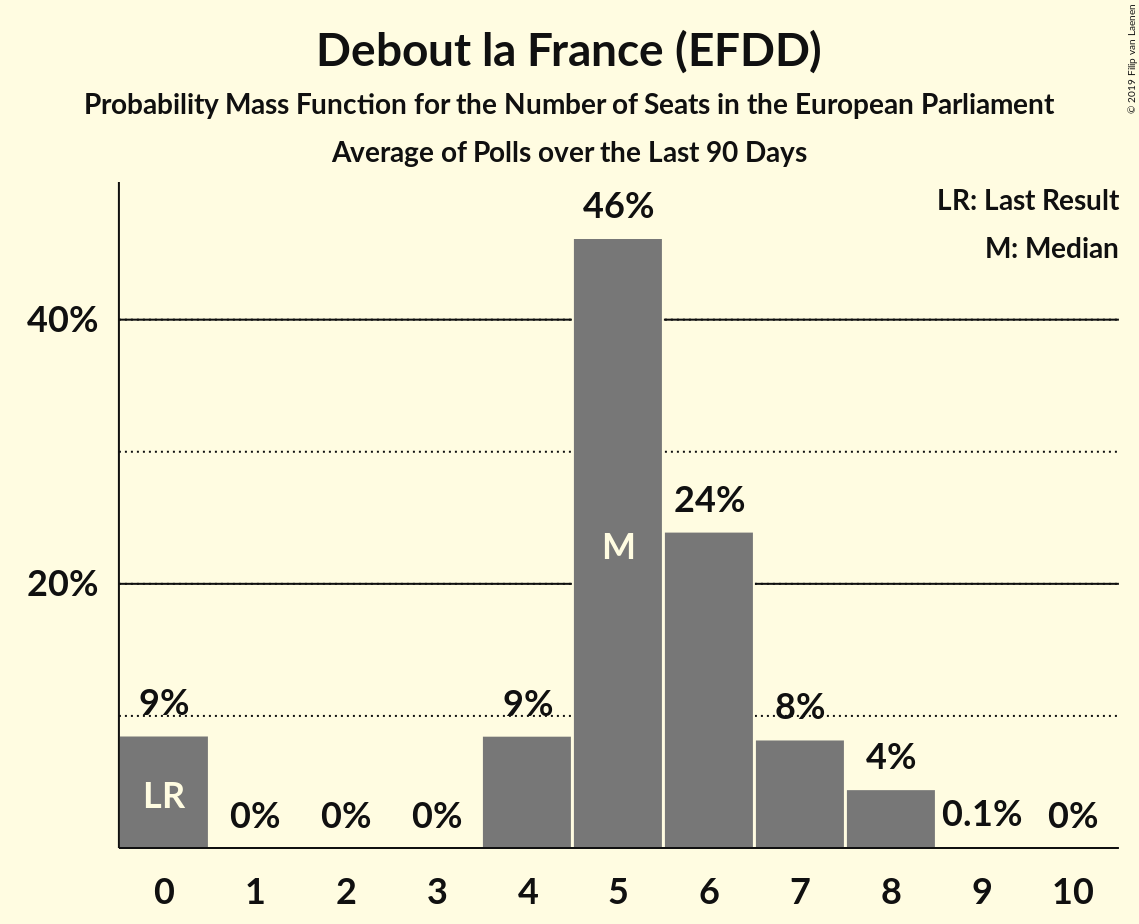 Debout la France (EFDD)
Probability Mass Function for the Number of Seats in the European Parliament
Average of Polls over the Last 90 Days
© 2019 Filip van Laenen
LR: Last Result
M: Median
46%
40%
24%
M
20%
9%
9%
8%
4%
LR
0%
0%
0%
0.1%
0%
0 1 2 3 4 5 6 7 8 9 10